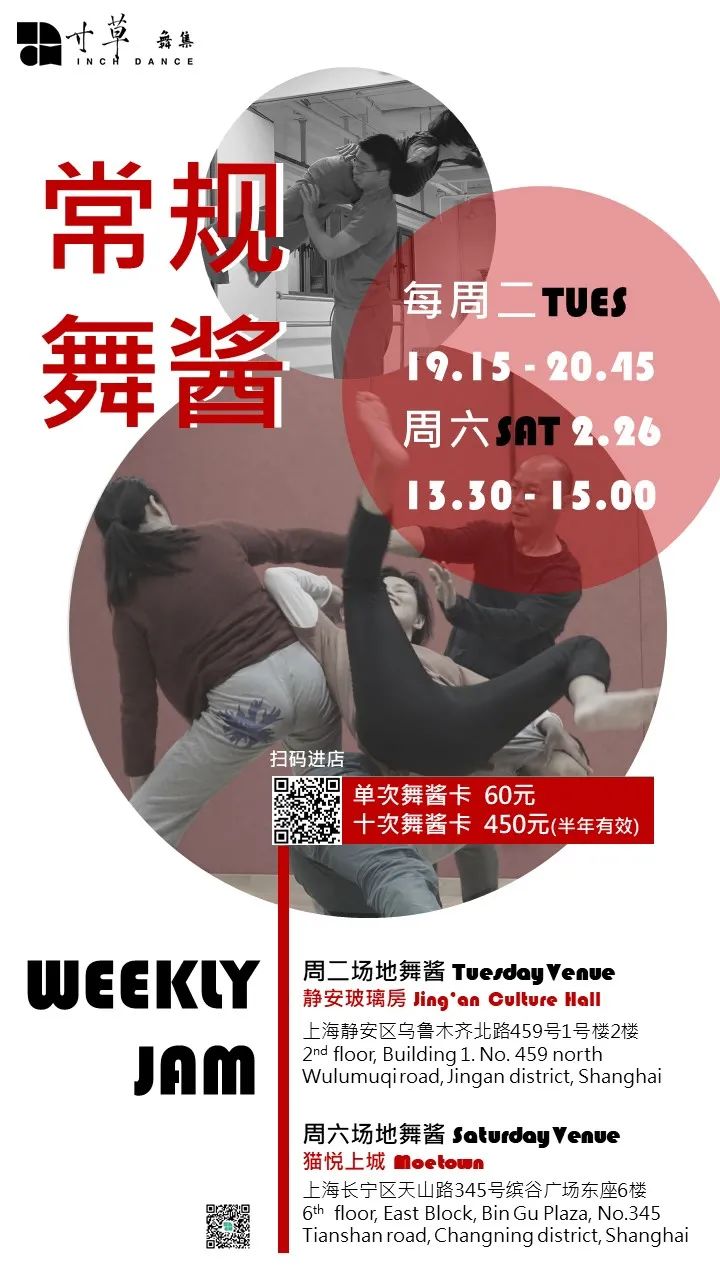 寸草 舞集
INCH DANCE
常规
舞酱
每周二TUES
19.15 - 20.45
周六SAT 2.26
13.30 - 15.00
扫码进店
单次舞酱卡 60元
十次舞酱卡 450元(半年有效)
WEEKLY
JAM
周二场地舞酱 Tuesday Venue
静安玻璃房 Jing'an Culture Hall
上海静安区乌鲁木齐北路459号1号楼2楼
2nd floor, Building 1. No. 459 north
Wulumuqi road, Jingan district, Shanghai
周六场地舞酱 Saturday Venue
猫悦上城 Moetown
上海长宁区天山路345号缤谷广场东座6楼
6th floor, East Block, Bin Gu Plaza, No.345
Tianshan road, Changning district, Shanghai